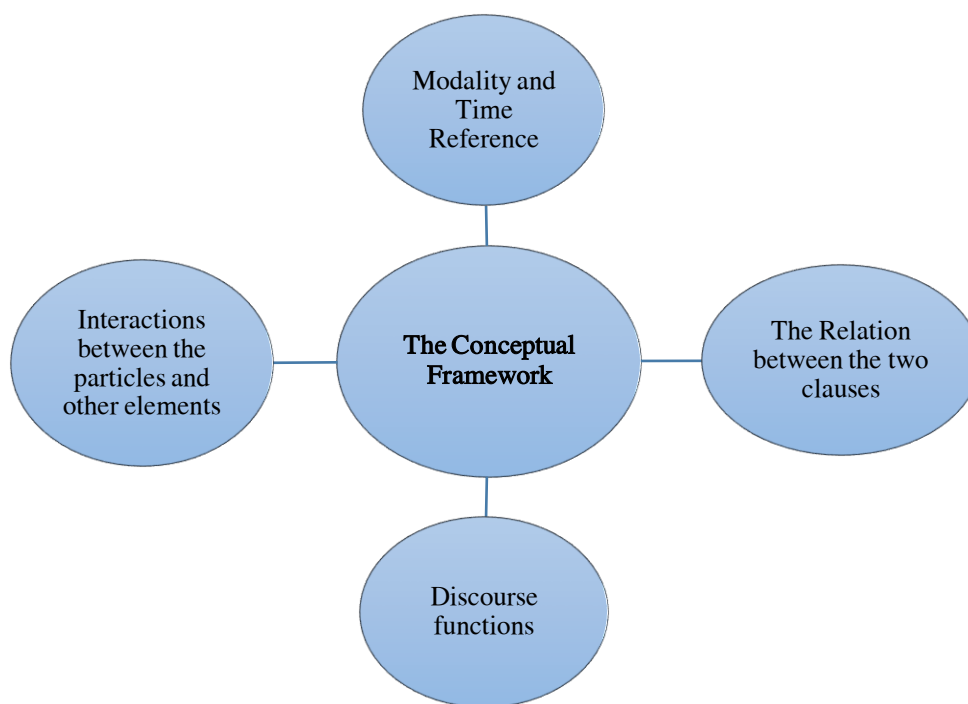 Modality and
Time
Reference
Interactions
between the
particles and
other elements
The Conceptual
Framework
The Relation
between the two
clauses
Discourse
functions